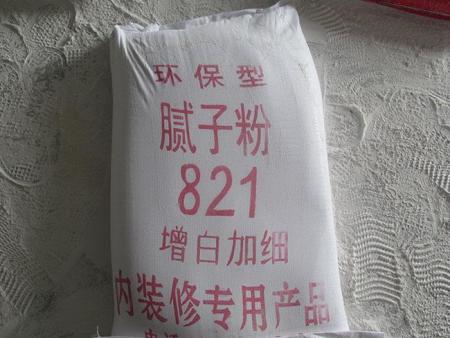 环保型
腻子粉
821
增白加细
内装修专用产品